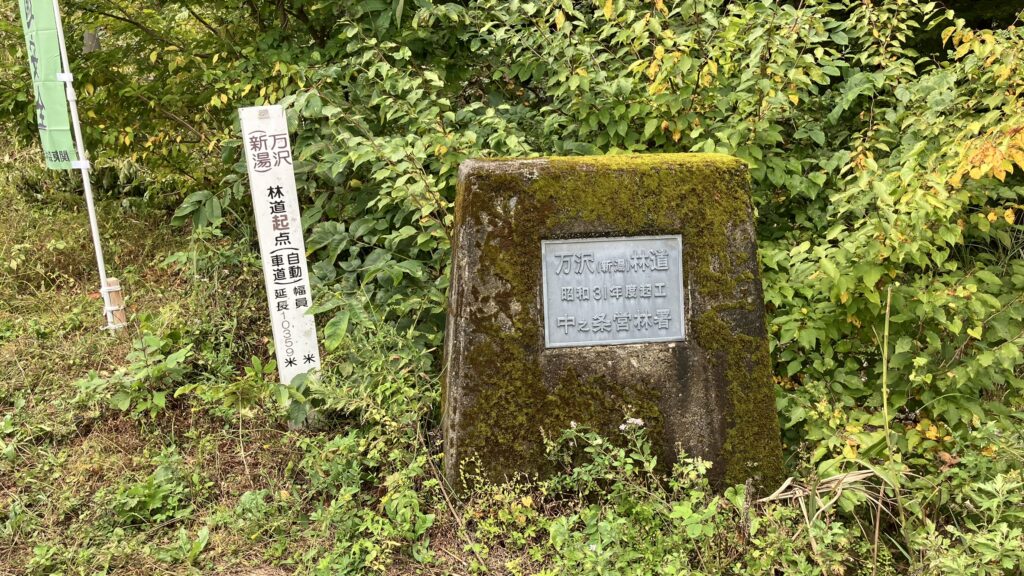 万沢
(新湯)
林道起点
(自動車道)
幅員 米
延長10359米
万沢(新湯)林道
昭和31年度起工
中之条営林署